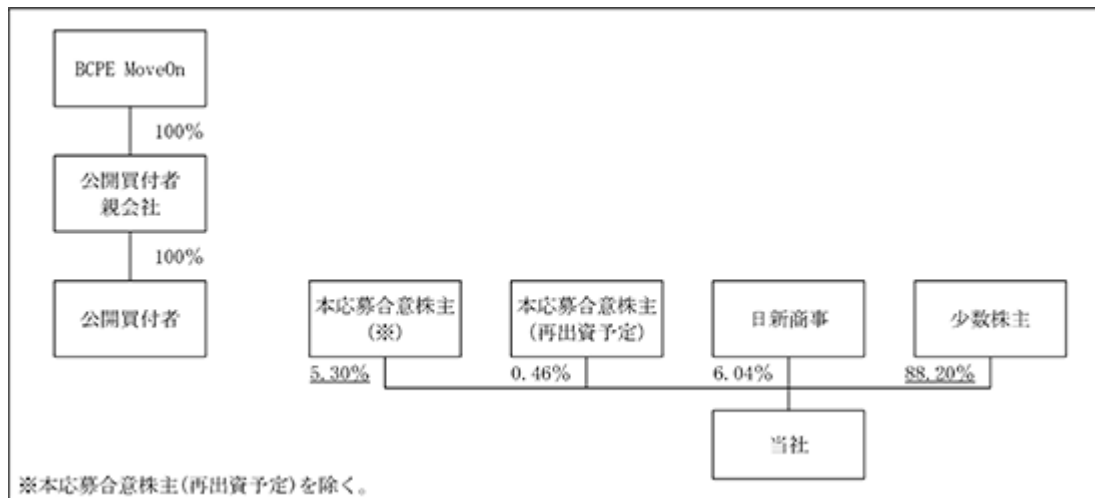 BCPE MoveOn
100%
公開買付者
親会社
100%
公開買付者
本応募合意株主
(※)
本応募合意株主
(再出資予定)
日新商事
少数株主
5.30%
0.46%
6.04%
88.20%
当社
※本応募合意株主(再出資予定)を除く。